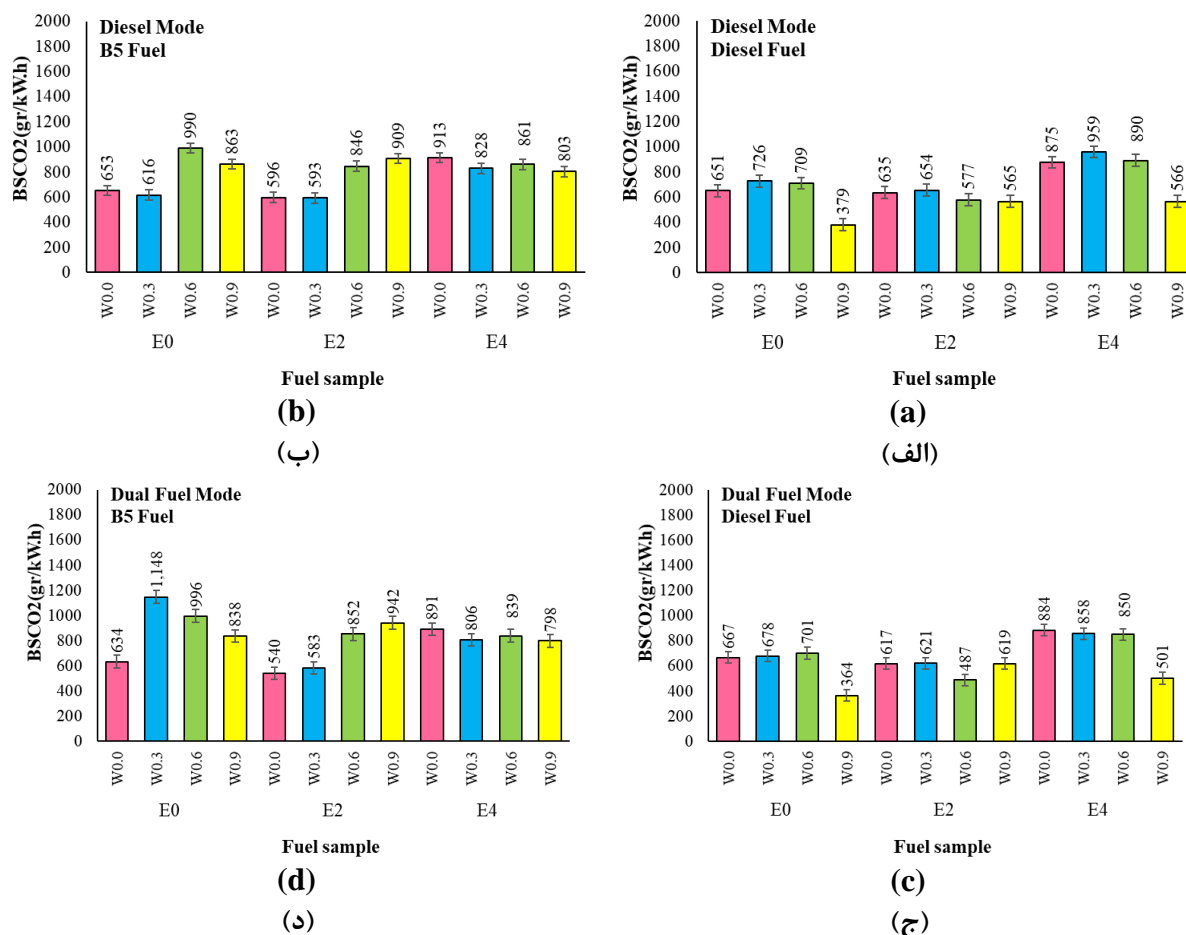 Diesel Mode
B5 Fuel
BSCO2(gr/kW.h)
2000
1800
1600
1400
1200
1000
800
600
400
200
0
653 616 990 863 596 593 846 909 913 828 861 803
W0.0 W0.3 W0.6 W0.9 W0.0 W0.3 W0.6 W0.9 W0.0 W0.3 W0.6 W0.9
E0 E2 E4
Fuel sample
(b)
(ب)
Diesel Mode
Diesel Fuel
BSCO2(gr/kW.h)
2000
1800
1600
1400
1200
1000
800
600
400
200
0
651 726 709 379 635 654 577 565 875 959 890 566
W0.0 W0.3 W0.6 W0.9 W0.0 W0.3 W0.6 W0.9 W0.0 W0.3 W0.6 W0.9
E0 E2 E4
Fuel sample
(a)
(الف)
Dual Fuel Mode
B5 Fuel
BSCO2(gr/kW.h)
2000
1800
1600
1400
1200
1000
800
600
400
200
0
634 1,148 996 838 540 583 852 942 891 806 839 798
W0.0 W0.3 W0.6 W0.9 W0.0 W0.3 W0.6 W0.9 W0.0 W0.3 W0.6 W0.9
E0 E2 E4
Fuel sample
(d)
(د)
Dual Fuel Mode
Diesel Fuel
BSCO2(gr/kW.h)
2000
1800
1600
1400
1200
1000
800
600
400
200
0
667 678 701 364 617 621 487 619 884 858 850 501
W0.0 W0.3 W0.6 W0.9 W0.0 W0.3 W0.6 W0.9 W0.0 W0.3 W0.6 W0.9
E0 E2 E4
Fuel sample
(c)
(ج)